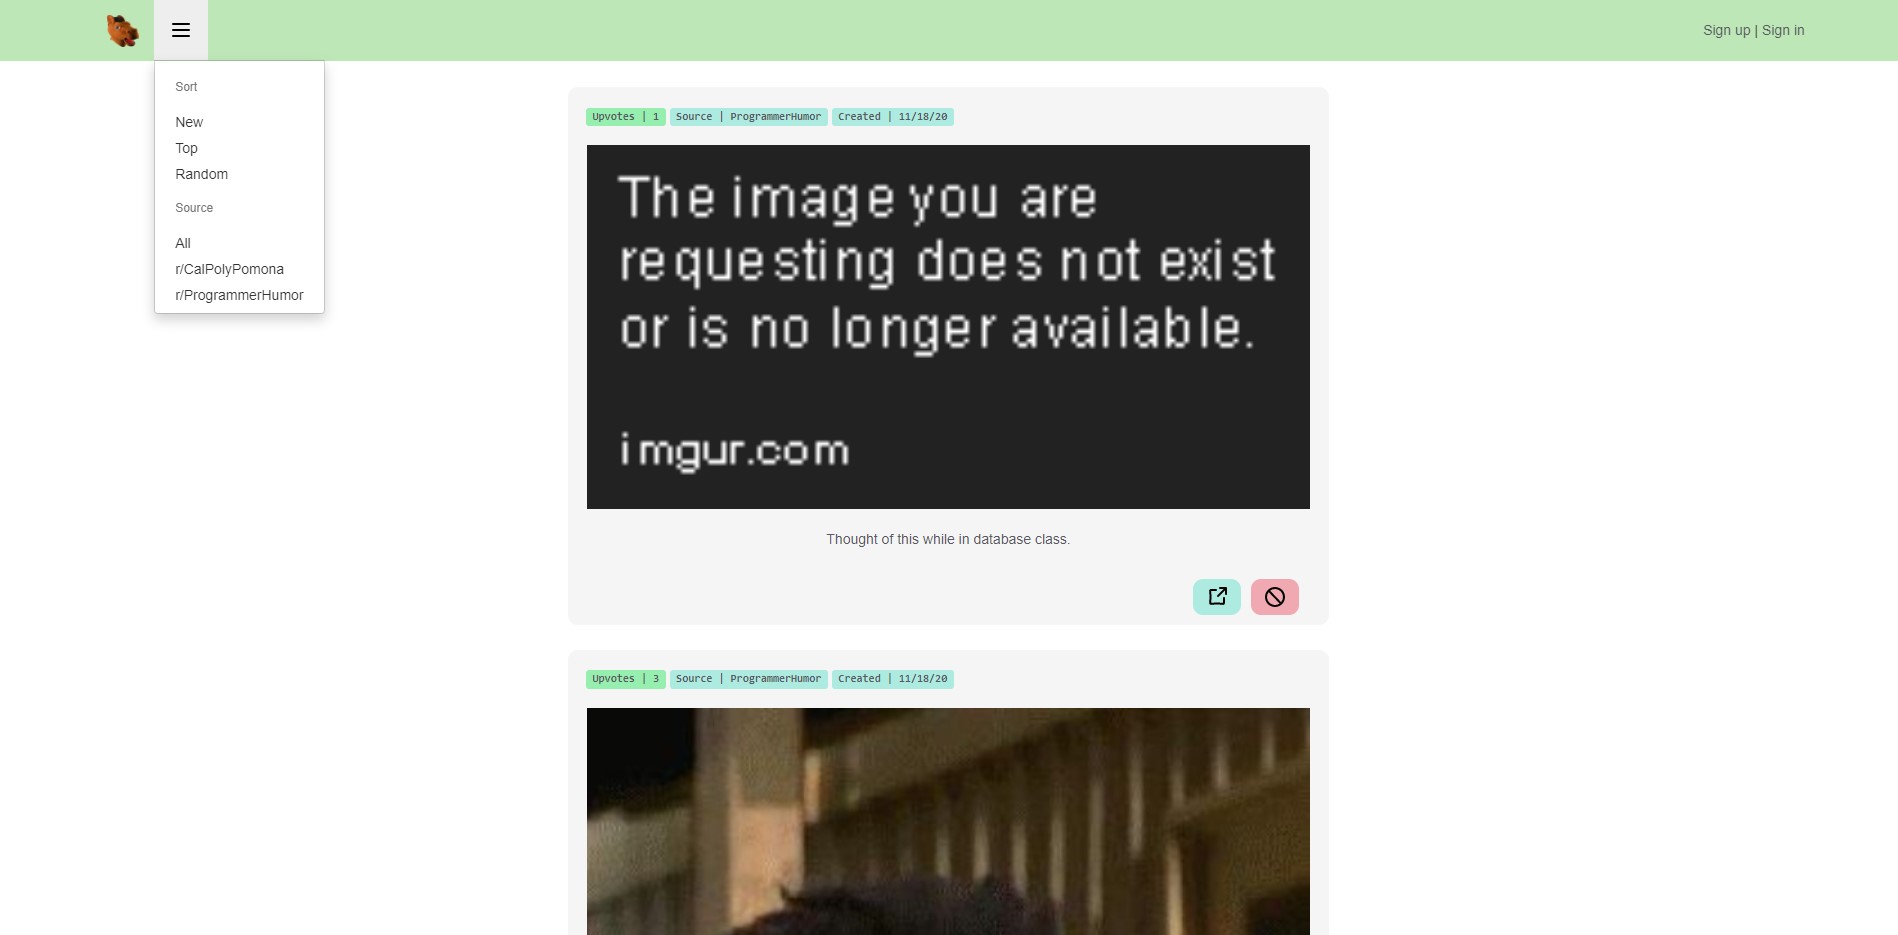 Sign up | Sign in
Sort
New
Top
Random
Source
All
r/CalPolyPomona
r/ProgrammerHumor
Upvotes | 1 Source | ProgrammerHumor Created | 11/18/20
The image you are
requesting does not exist
or is no longer available.
imgur.com
Thought of this while in database class.
Upvotes | 3 Source | ProgrammerHumor Created | 11/18/20